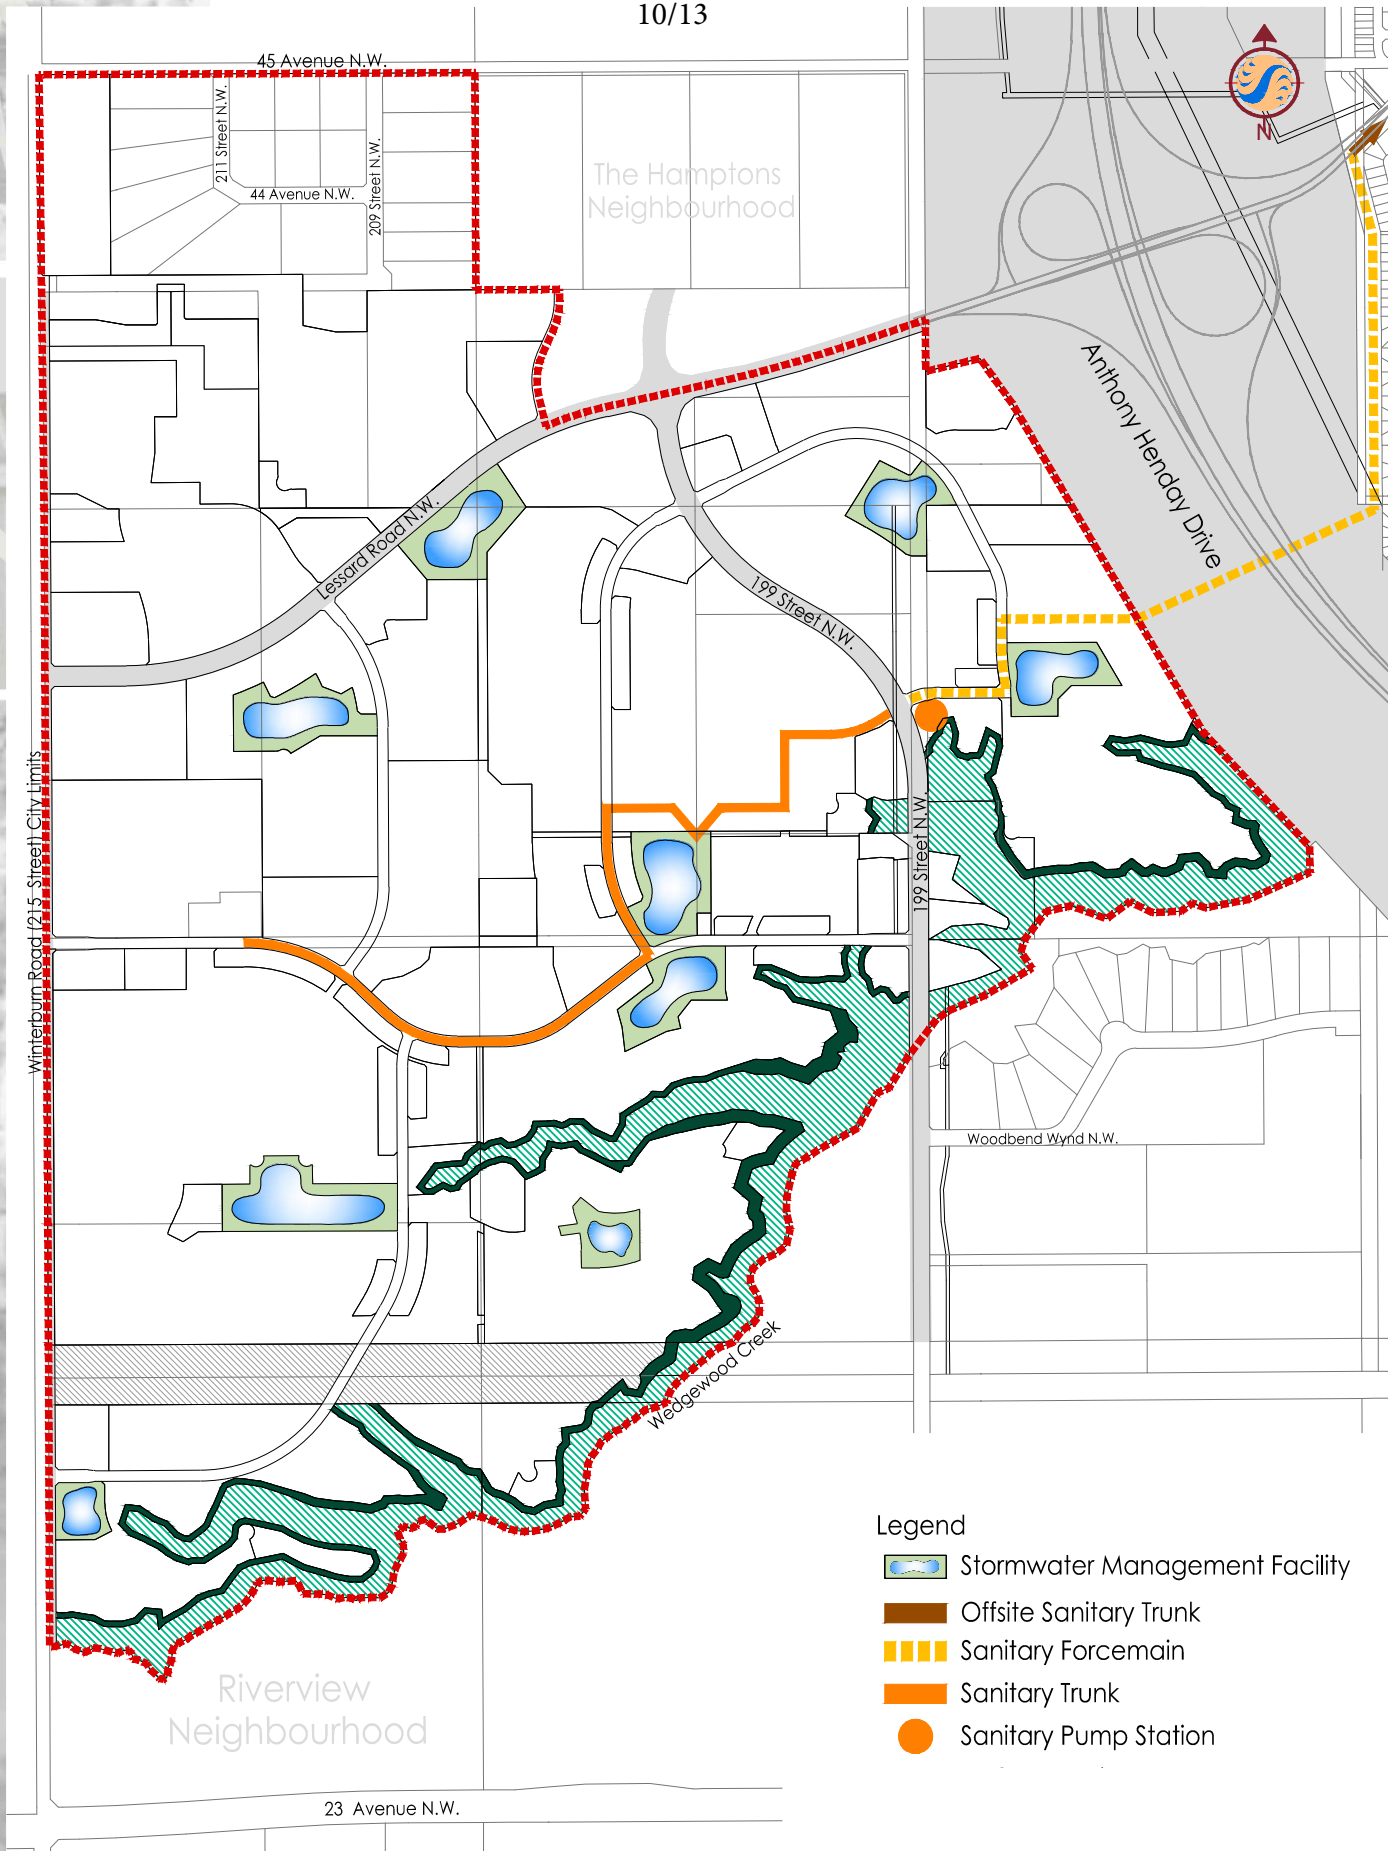 10/13
45 Avenue N.W.
211 Street N.W.
44 Avenue N.W.
209 Street N.W.
The Hamptons
Neighbourhood
N
Anthony Henday Drive
Lessard Road N.W.
199 Street N.W.
199 Street N.W.
Winterburn Road (215 Street) City Limits
Woodbend Wynd N.W.
Wedgewood Creek
Legend
Stormwater Management Facility
Offsite Sanitary Trunk
Sanitary Forcemain
Sanitary Trunk
Sanitary Pump Station
Riverview
Neighbourhood
23 Avenue N.W.